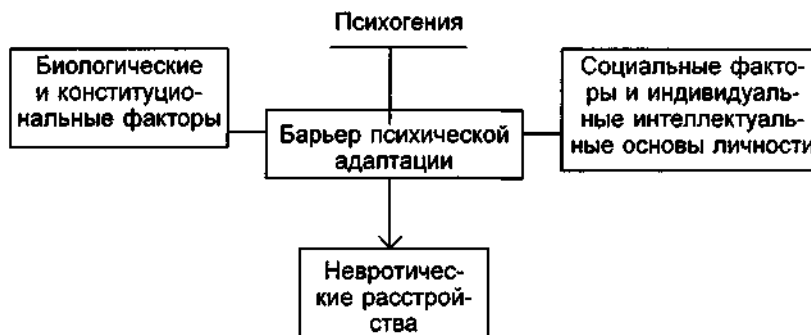 Психогения
Биологические
и конституцио-
нальные факторы
Социальные факто-
ры и индивидуаль-
ные интеллектуаль-
ные основы личности
Барьер психической
адаптации
Невротичес-
кие расстрой-
ства